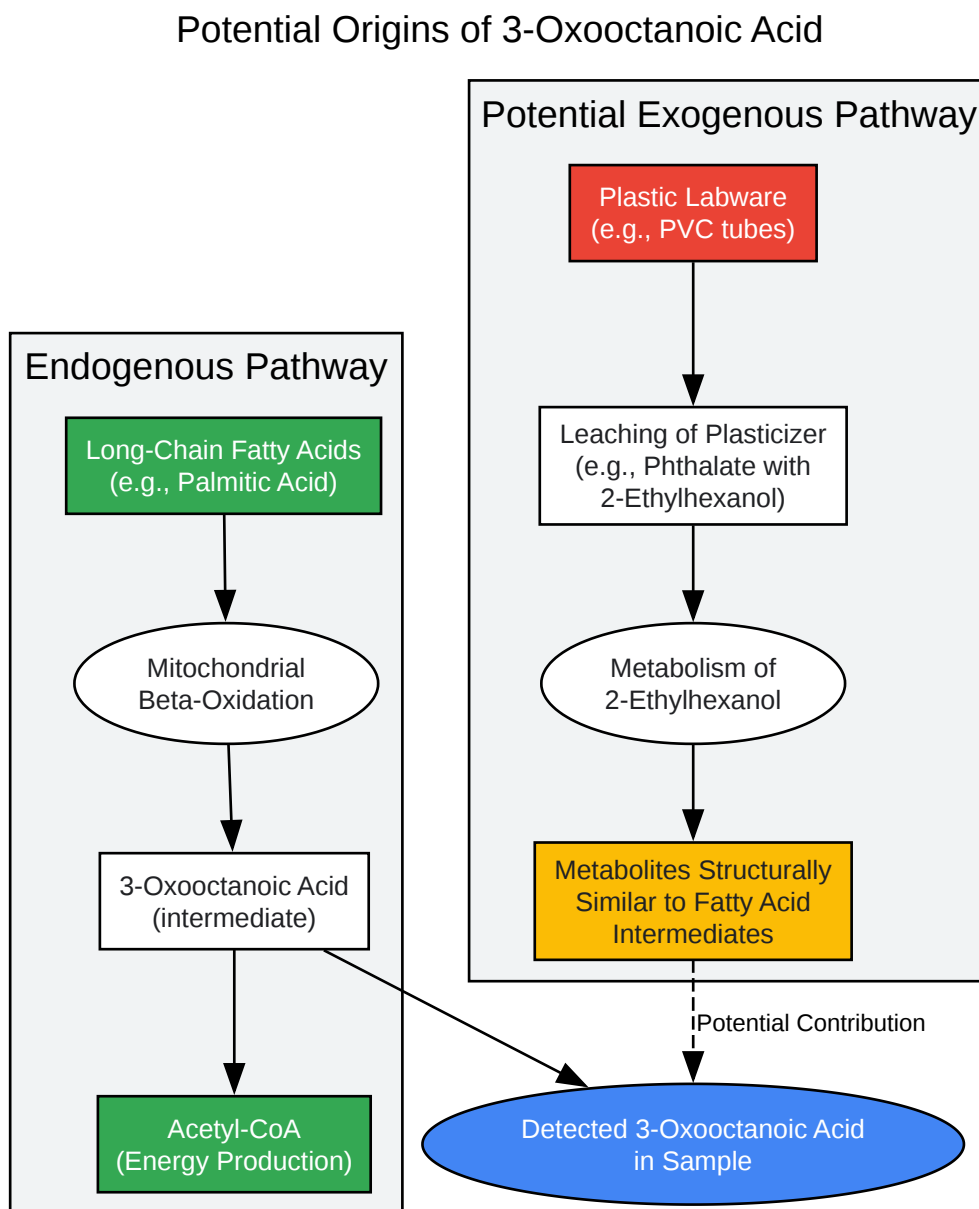 Potential Origins of 3-Oxooctanoic Acid
Potential Exogenous Pathway
Plastic Labware
(e.g., PVC tubes)
Leaching of Plasticizer
(e.g., Phthalate with
2-Ethylhexanol)
Metabolism of
2-Ethylhexanol
Metabolites Structurally
Similar to Fatty Acid
Intermediates
Potential Contribution
Endogenous Pathway
Long-Chain Fatty Acids
(e.g., Palmitic Acid)
Mitochondrial
Beta-Oxidation
3-Oxooctanoic Acid
(intermediate)
Acetyl-CoA
(Energy Production)
Detected 3-Oxooctanoic Acid
in Sample